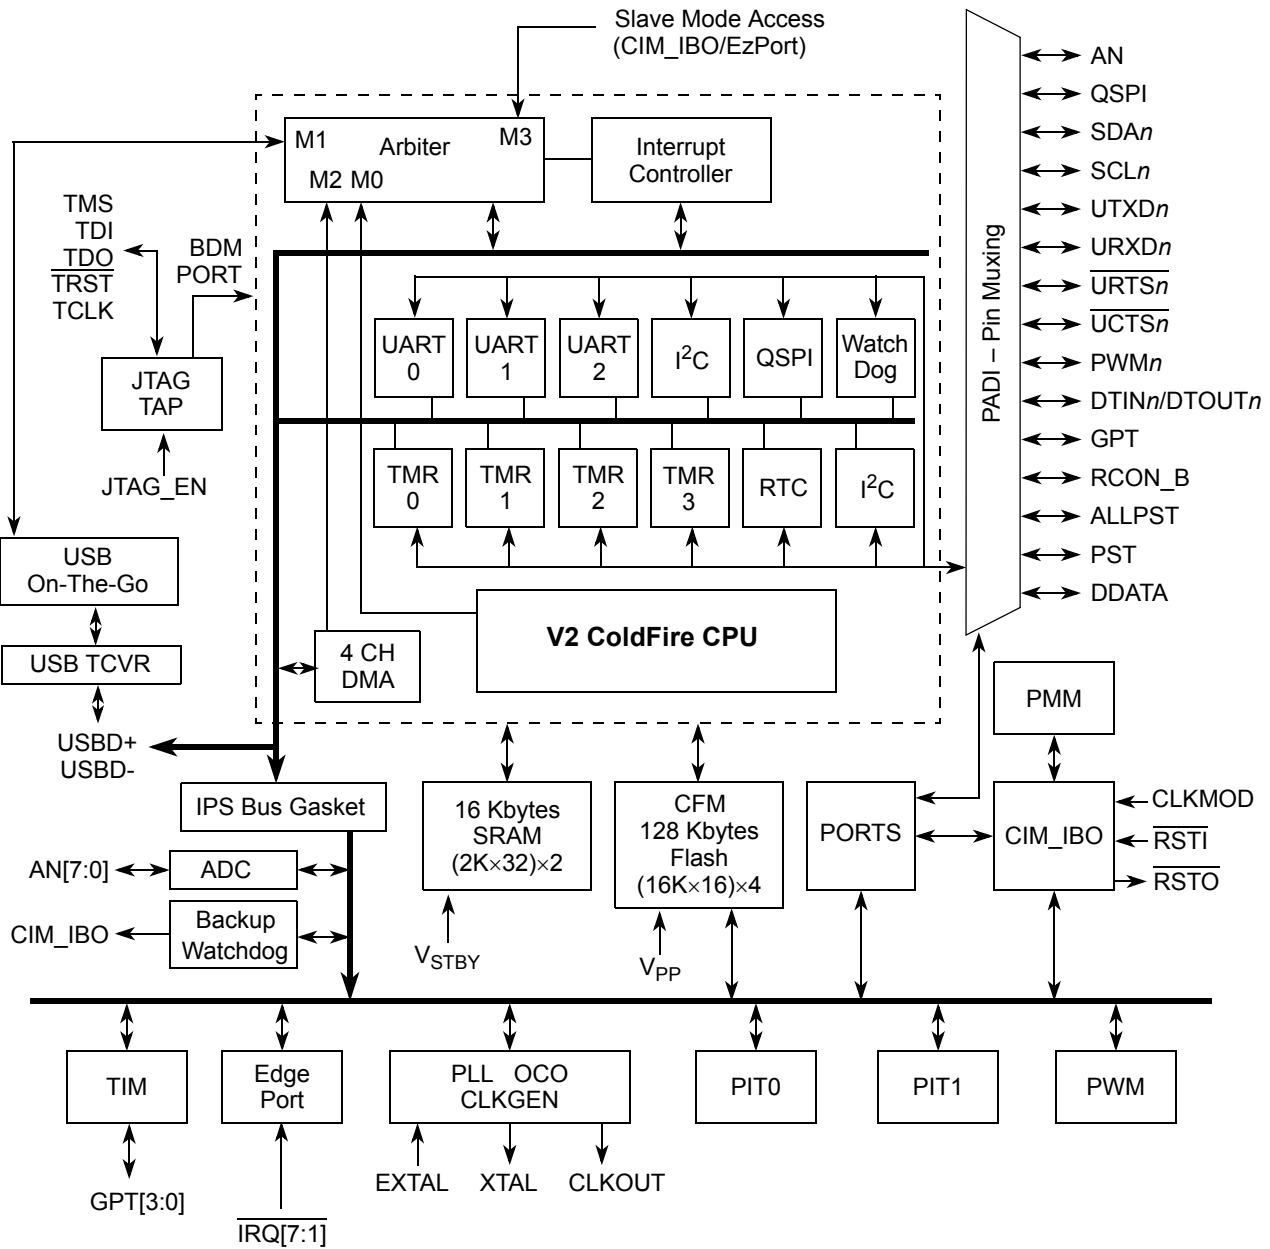 Slave Mode Access
(CIM_IBO/EzPort)
M1
Arbiter
M3
M2 M0
Interrupt
Controller
TMS
TDI
TDO
TRST
TCLK
BDM
PORT
JTAG
TAP
JTAG_EN
UART
0
UART
1
UART
2
I²C
QSPI
Watch
Dog
TMR
0
TMR
1
TMR
2
TMR
3
RTC
I²C
V2 ColdFire CPU
4 CH
DMA
USB
On-The-Go
USB TCVR
USBD+
USBD-
PADI – Pin Muxing
AN
QSPI
SDAn
SCLn
UTXDn
URXDn
URTSn
UCTSn
PWMn
DTINn/DTOUTn
GPT
RCON_B
ALLPST
PST
DDATA
PMM
IPS Bus Gasket
16 Kbytes
SRAM
(2K×32)×2
VSTBY
CFM
128 Kbytes
Flash
(16K×16)×4
VPP
PORTS
CIM_IBO
CLKMOD
RSTI
RSTO
AN[7:0]
ADC
CIM_IBO
Backup
Watchdog
TIM
Edge
Port
PLL OCO
CLKGEN
PIT0
PIT1
PWM
GPT[3:0]
IRQ[7:1]
EXTAL
XTAL
CLKOUT